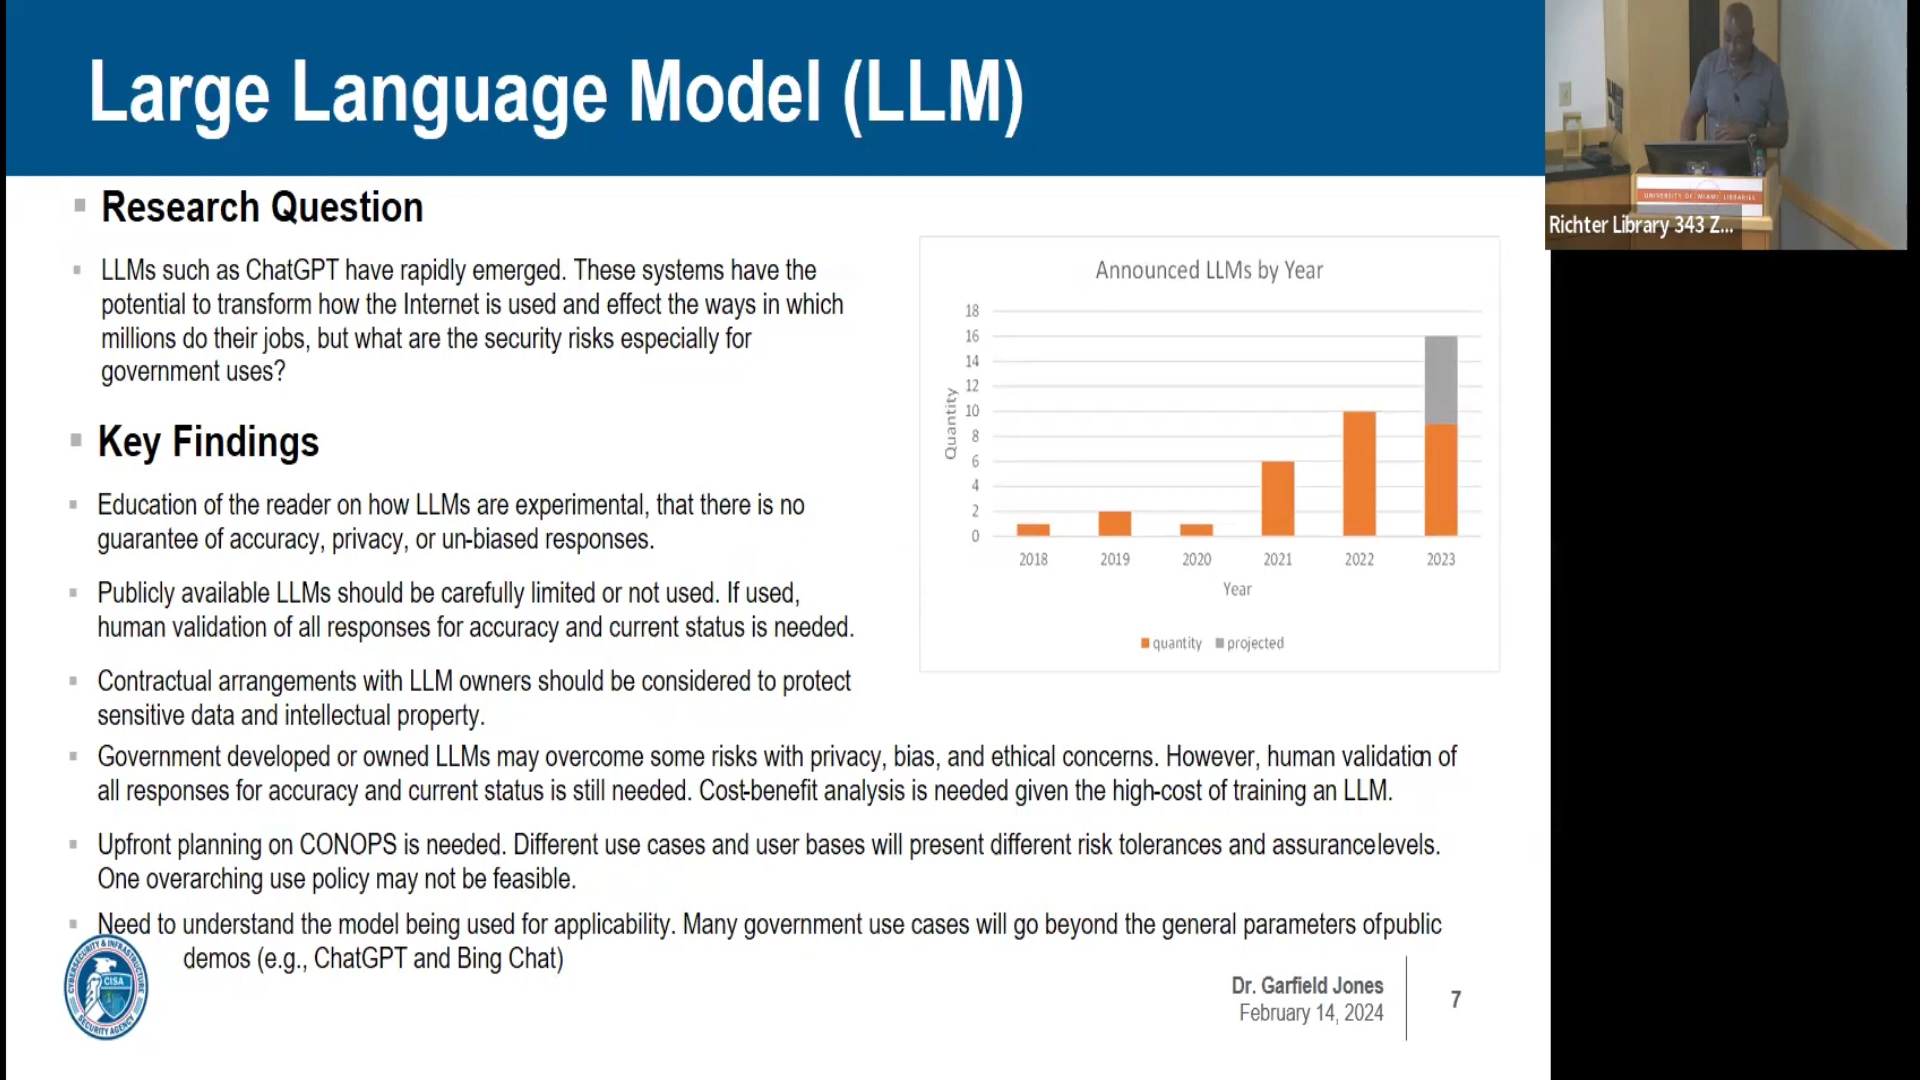 Large Language Model (LLM)
Research Question
LLMs such as ChatGPT have rapidly emerged. These systems have the
potential to transform how the Internet is used and effect the ways in which
millions do their jobs, but what are the security risks especially for
government uses?
Key Findings
Education of the reader on how LLMs are experimental, that there is no
guarantee of accuracy, privacy, or un-biased responses.
Publicly available LLMs should be carefully limited or not used. If used,
human validation of all responses for accuracy and current status is needed.
Contractual arrangements with LLM owners should be considered to protect
sensitive data and intellectual property.
Government developed or owned LLMs may overcome some risks with privacy, bias, and ethical concerns. However, human validation of
all responses for accuracy and current status is still needed. Cost-benefit analysis is needed given the high-cost of training an LLM.
Upfront planning on CONOPS is needed. Different use cases and user bases will present different risk tolerances and assurancelevels.
One overarching use policy may not be feasible.
Need to understand the model being used for applicability. Many government use cases will go beyond the general parameters ofpublic
demos (e.g., ChatGPT and Bing Chat)
Announced LLMs by Year
Quantity
18
16
14
12
10
8
6
4
2
0
2018 2019 2020 2021 2022 2023
Year
quantity projected
CYBERSECURITY & INFRASTRUCTURE
CISA
SECURITY AGENCY
Dr. Garfield Jones
February 14, 2024
7
UNIVERSITY OF MIAMI LIBRARIES
Richter Library 343 Z...